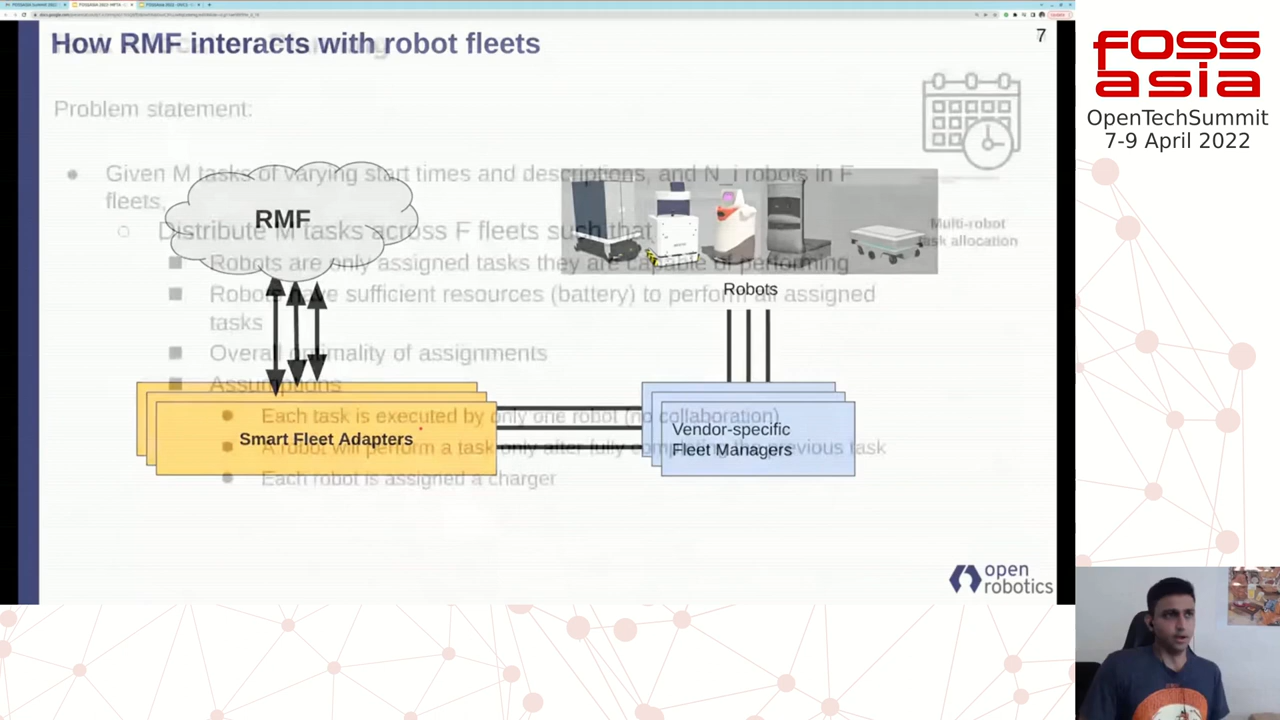 How RMF interacts with robot fleets
7
Problem statement:
Given M tasks of varying start times and descriptions, and N_i robots in F
fleets,
RMF
Distribute M tasks across F fleets such that
Robots are only assigned tasks they are capable of performing
Robots have sufficient resources (battery) to perform all assigned
tasks
Overall optimality of assignments
Assumptions
Each task is executed by only one robot (no collaboration)
A robot will perform a task only after fully completing the previous task
Each robot is assigned a charger
Multi-robot
task allocation
Robots
Smart Fleet Adapters
Vendor-specific
Fleet Managers
open
robotics
FOSS
asia
OpenTechSummit
7-9 April 2022